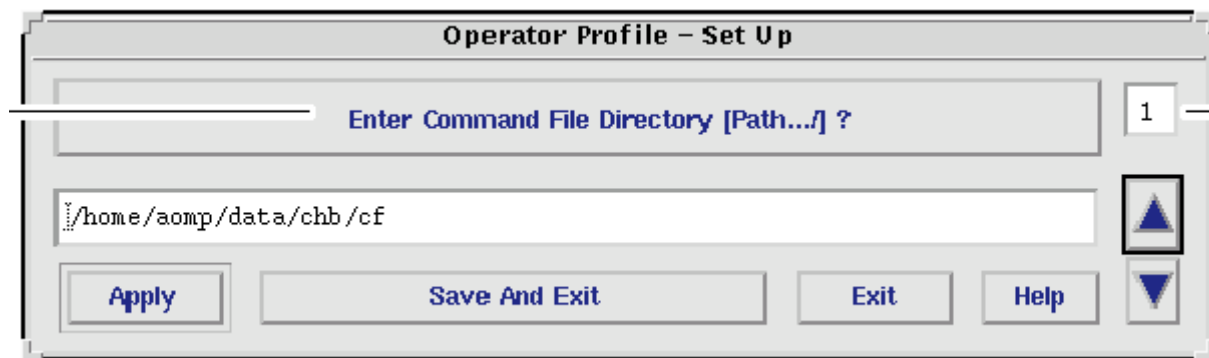 Operator Profile – Set Up
Enter Command File Directory [Path.../] ?
1
/home/aomp/data/chb/cf
Apply Save And Exit Exit Help